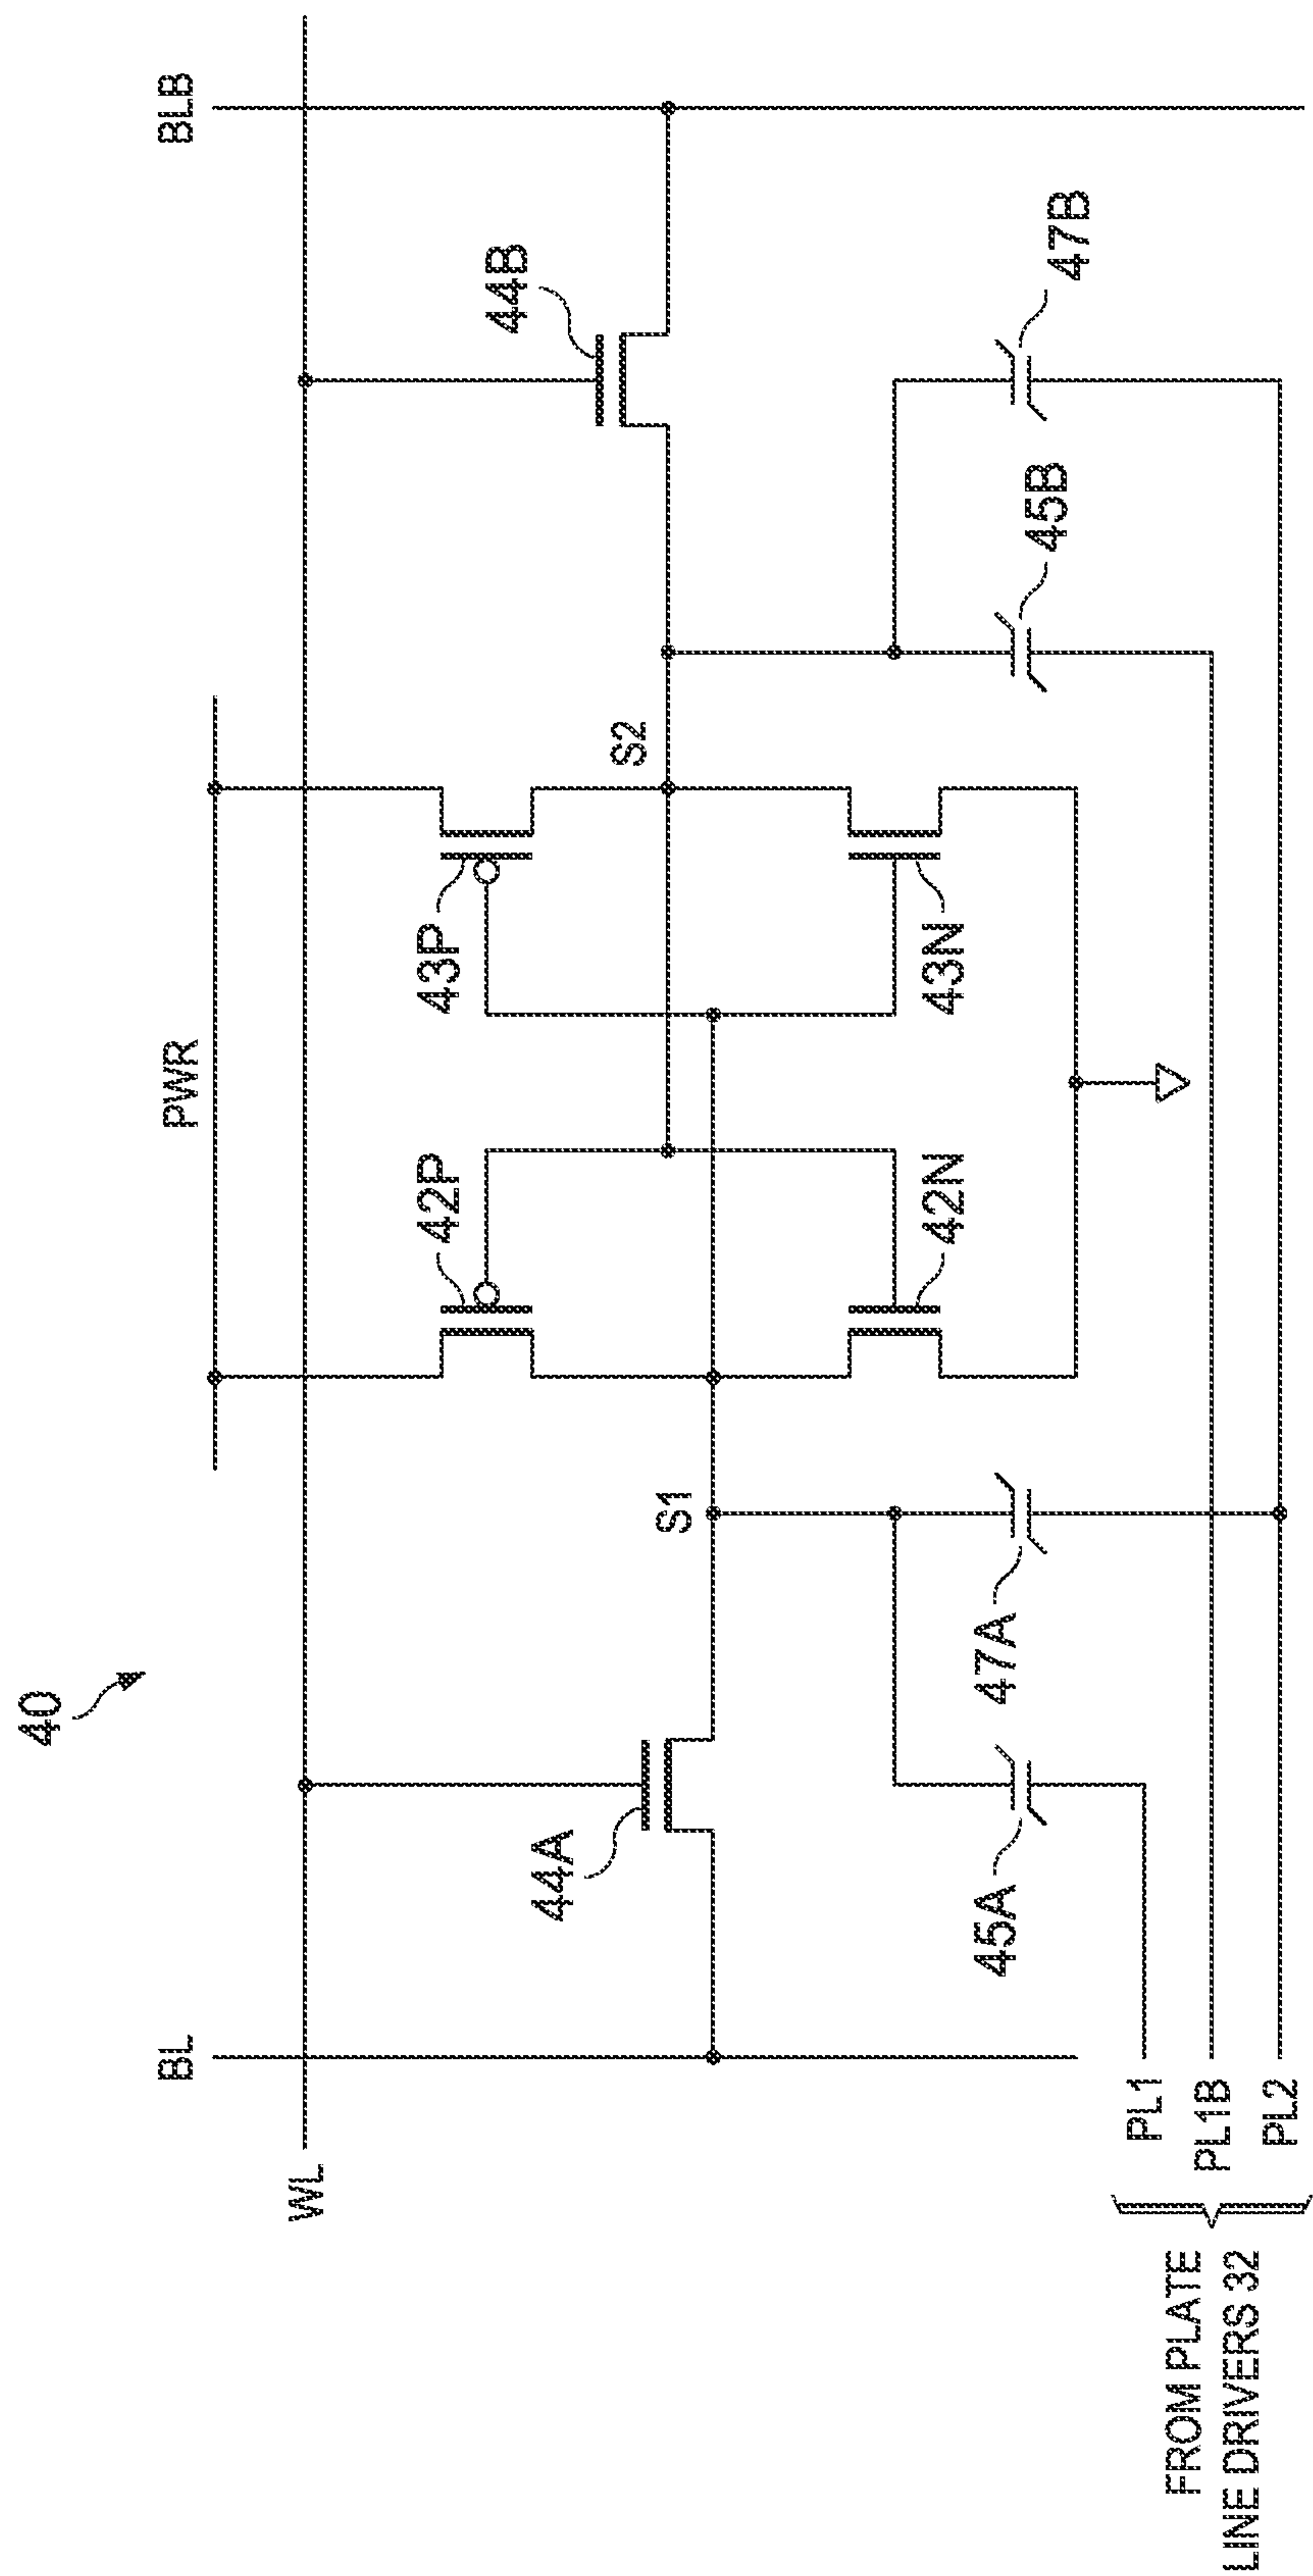 40
BL
PWR
BLB
WL
42P
43P
44A
44B
S1
S2
42N
43N
45A
47A
45B
47B
PL1
PL1B
PL2
FROM PLATE
LINE DRIVERS 32